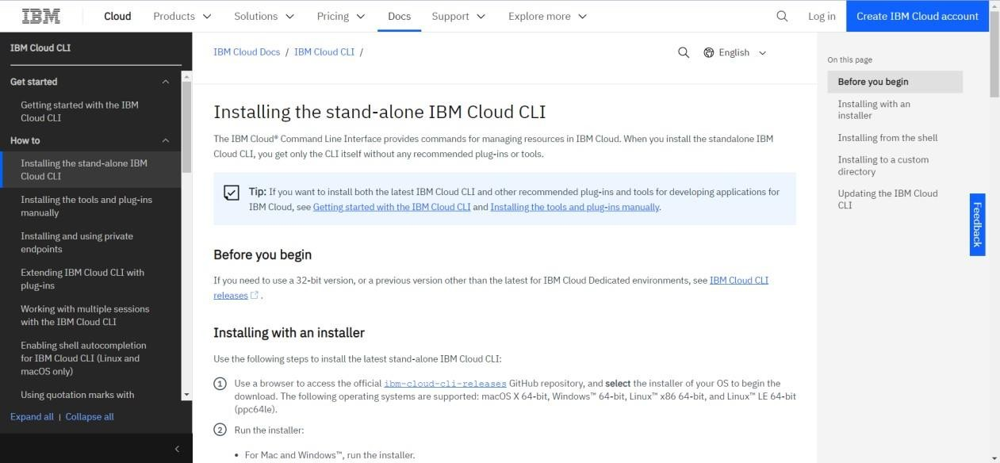 IBM Cloud Products Solutions Pricing Docs Support Explore more Log in Create IBM Cloud account
IBM Cloud CLI
Get started
Getting started with the IBM
Cloud CLI
How to
Installing the stand-alone IBM
Cloud CLI
Installing the tools and plug-ins
manually
Installing and using private
endpoints
Extending IBM Cloud CLI with
plug-ins
Working with multiple sessions
with the IBM Cloud CLI
Enabling shell autocompletion
for IBM Cloud CLI (Linux and
macOS only)
Using quotation marks with
Expand all | Collapse all
IBM Cloud Docs / IBM Cloud CLI /
English
Installing the stand-alone IBM Cloud CLI
The IBM Cloud® Command Line Interface provides commands for managing resources in IBM Cloud. When you install the standalone IBM
Cloud CLI, you get only the CLI itself without any recommended plug-ins or tools.
Tip: If you want to install both the latest IBM Cloud CLI and other recommended plug-ins and tools for developing applications for
IBM Cloud, see Getting started with the IBM Cloud CLI and Installing the tools and plug-ins manually.
Before you begin
If you need to use a 32-bit version, or a previous version other than the latest for IBM Cloud Dedicated environments, see IBM Cloud CLI
releases .
Installing with an installer
Use the following steps to install the latest stand-alone IBM Cloud CLI:
1 Use a browser to access the official ibm-cloud-cli-releases GitHub repository, and select the installer of your OS to begin the
download. The following operating systems are supported: macOS X 64-bit, Windows™ 64-bit, Linux™ x86 64-bit, and Linux™ LE 64-bit
(ppc64le).
2 Run the installer:
• For Mac and Windows™, run the installer.
On this page
Before you begin
Installing with an
installer
Installing from the shell
Installing to a custom
directory
Updating the IBM Cloud
CLI
Feedback